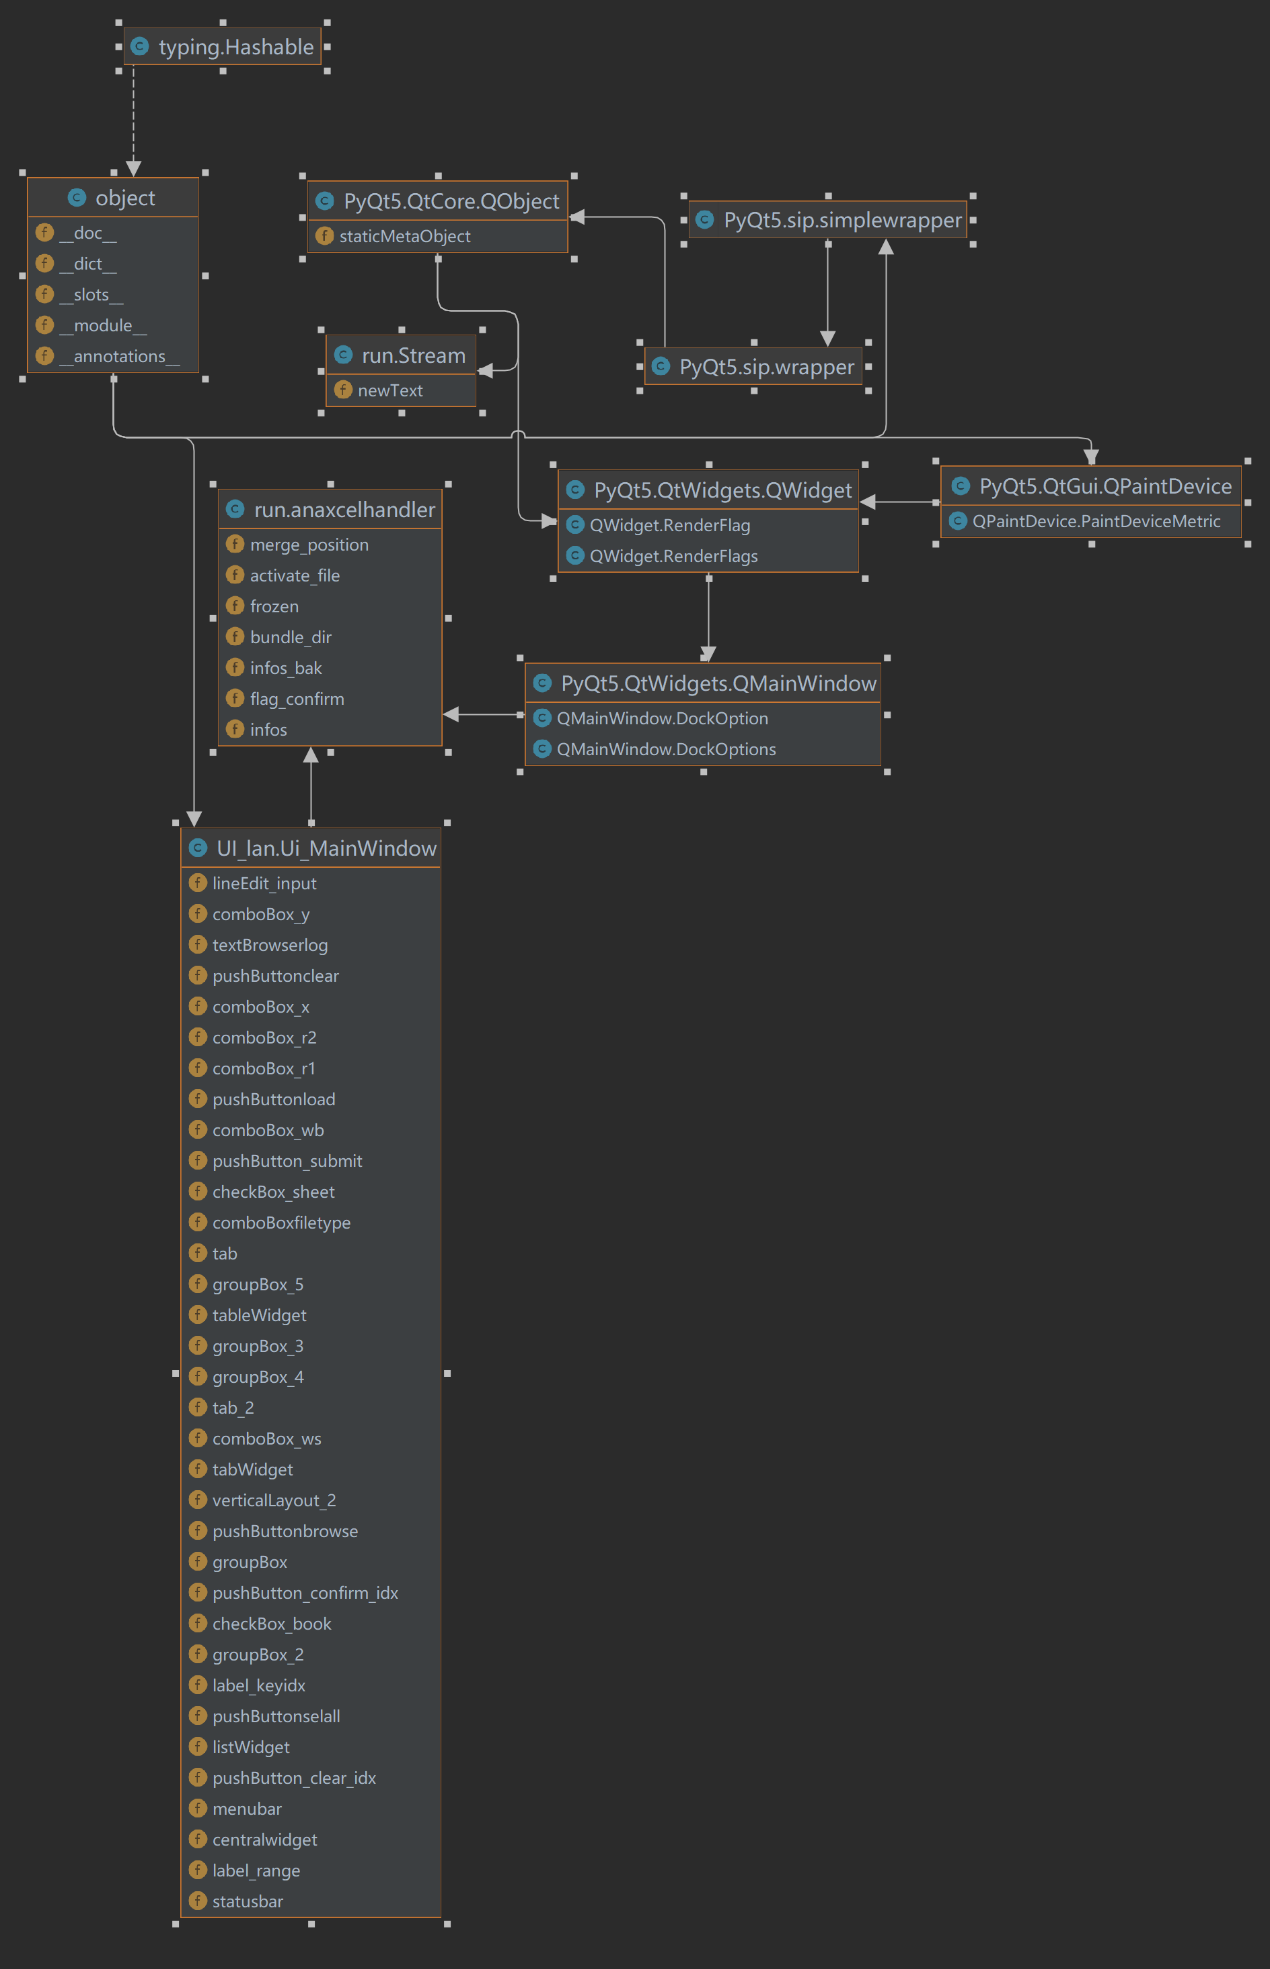 typing.Hashable
object
__doc__
__dict__
__slots__
__module__
__annotations__
PyQt5.QtCore.QObject
staticMetaObject
PyQt5.sip.simplewrapper
run.Stream
newText
PyQt5.sip.wrapper
run.anaxcelhandler
merge_position
activate_file
frozen
bundle_dir
infos_bak
flag_confirm
infos
PyQt5.QtWidgets.QWidget
QWidget.RenderFlag
QWidget.RenderFlags
PyQt5.QtGui.QPaintDevice
QPaintDevice.PaintDeviceMetric
PyQt5.QtWidgets.QMainWindow
QMainWindow.DockOption
QMainWindow.DockOptions
UI_lan.Ui_MainWindow
lineEdit_input
comboBox_y
textBrowserlog
pushButtonclear
comboBox_x
comboBox_r2
comboBox_r1
pushButtonload
comboBox_wb
pushButton_submit
checkBox_sheet
comboBoxfiletype
tab
groupBox_5
tableWidget
groupBox_3
groupBox_4
tab_2
comboBox_ws
tabWidget
verticalLayout_2
pushButtonbrowse
groupBox
pushButton_confirm_idx
checkBox_book
groupBox_2
label_keyidx
pushButtonselall
listWidget
pushButton_clear_idx
menubar
centralwidget
label_range
statusbar